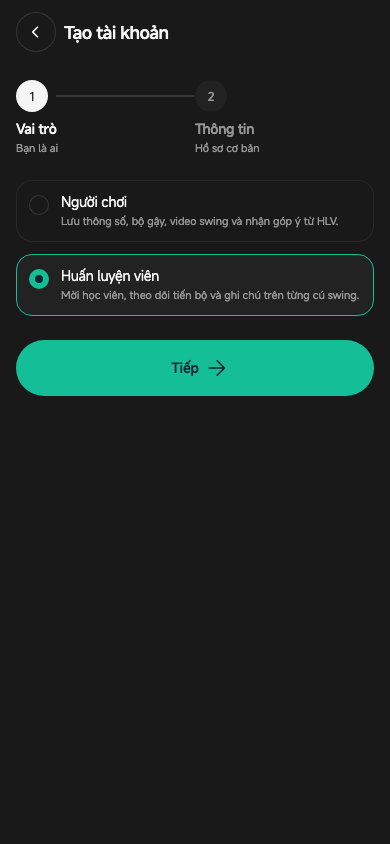 Tạo tài khoản
1
2
Vai trò
Thông tin
Bạn là ai
Hồ sơ cơ bản
Người chơi
Lưu thông số, bộ gậy, video swing và nhận góp ý từ HLV.
Huấn luyện viên
Mời học viên, theo dõi tiến bộ và ghi chú trên từng cú swing.
Tiếp